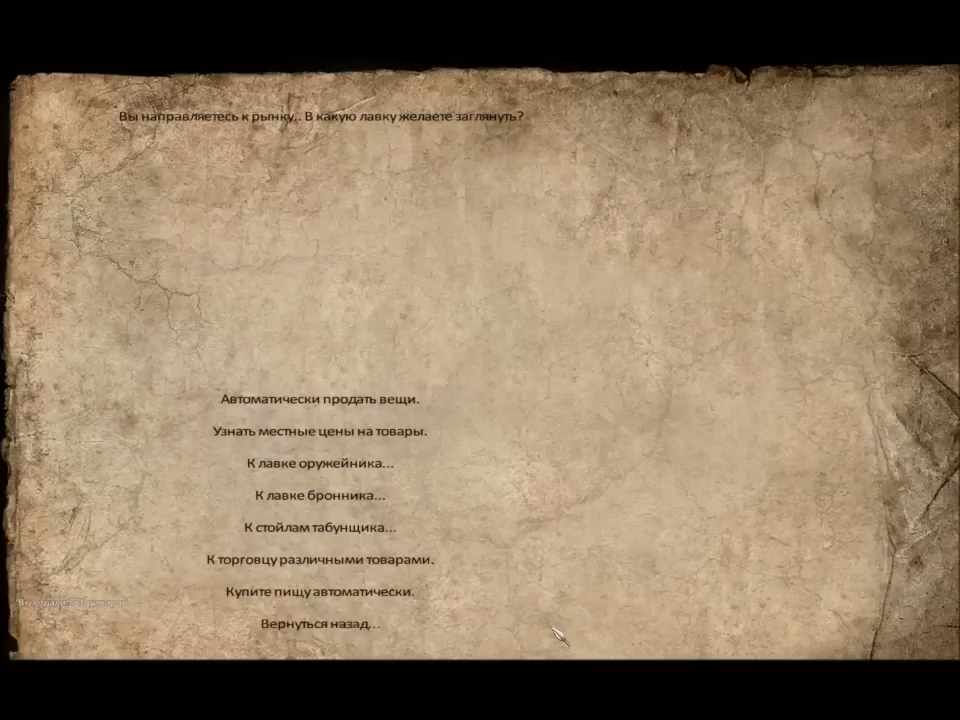 Вы направляетесь к рынку.. В какую лавку желаете заглянуть?
Автоматически продать вещи.
Узнать местные цены на товары.
К лавке оружейника...
К лавке бронника...
К стойлам табунщика...
К торговцу различными товарами.
Купите пищу автоматически.
Вернуться назад...